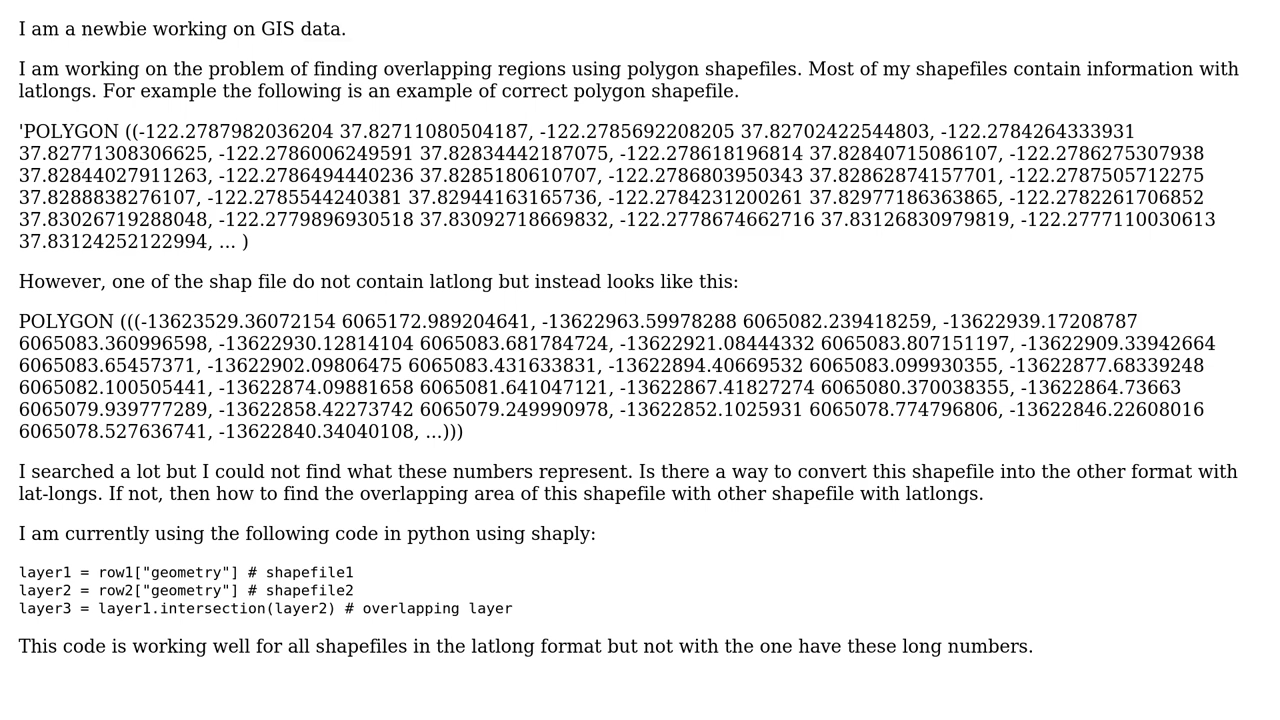 I am a newbie working on GIS data.
I am working on the problem of finding overlapping regions using polygon shapefiles. Most of my shapefiles contain information with
latlongs. For example the following is an example of correct polygon shapefile.
'POLYGON ((-122.2787982036204 37.82711080504187, -122.2785692208205 37.82702422544803, -122.2784264333931
37.82771308306625, -122.2786006249591 37.82834442187075, -122.278618196814 37.82840715086107, -122.2786275307938
37.82844027911263, -122.2786494440236 37.8285180610707, -122.2786803950343 37.82862874157701, -122.2787505712275
37.8288838276107, -122.2785544240381 37.82944163165736, -122.2784231200261 37.82977186363865, -122.2782261706852
37.83026719288048, -122.2779896930518 37.83092718669832, -122.2778674662716 37.83126830979819, -122.2777110030613
37.83124252122994, ... )
However, one of the shap file do not contain latlong but instead looks like this:
POLYGON (((-13623529.36072154 6065172.989204641, -13622963.59978288 6065082.239418259, -13622939.17208787
6065083.360996598, -13622930.12814104 6065083.681784724, -13622921.08444332 6065083.807151197, -13622909.33942664
6065083.65457371, -13622902.09806475 6065083.431633831, -13622894.40669532 6065083.099930355, -13622877.68339248
6065082.100505441, -13622874.09881658 6065081.641047121, -13622867.41827274 6065080.370038355, -13622864.73663
6065079.939777289, -13622858.42273742 6065079.249990978, -13622852.1025931 6065078.774796806, -13622846.22608016
6065078.527636741, -13622840.34040108, ...)))
I searched a lot but I could not find what these numbers represent. Is there a way to convert this shapefile into the other format with
lat-longs. If not, then how to find the overlapping area of this shapefile with other shapefile with latlongs.
I am currently using the following code in python using shaply:
layer1 = row1["geometry"] # shapefile1
layer2 = row2["geometry"] # shapefile2
layer3 = layer1.intersection(layer2) # overlapping layer
This code is working well for all shapefiles in the latlong format but not with the one have these long numbers.